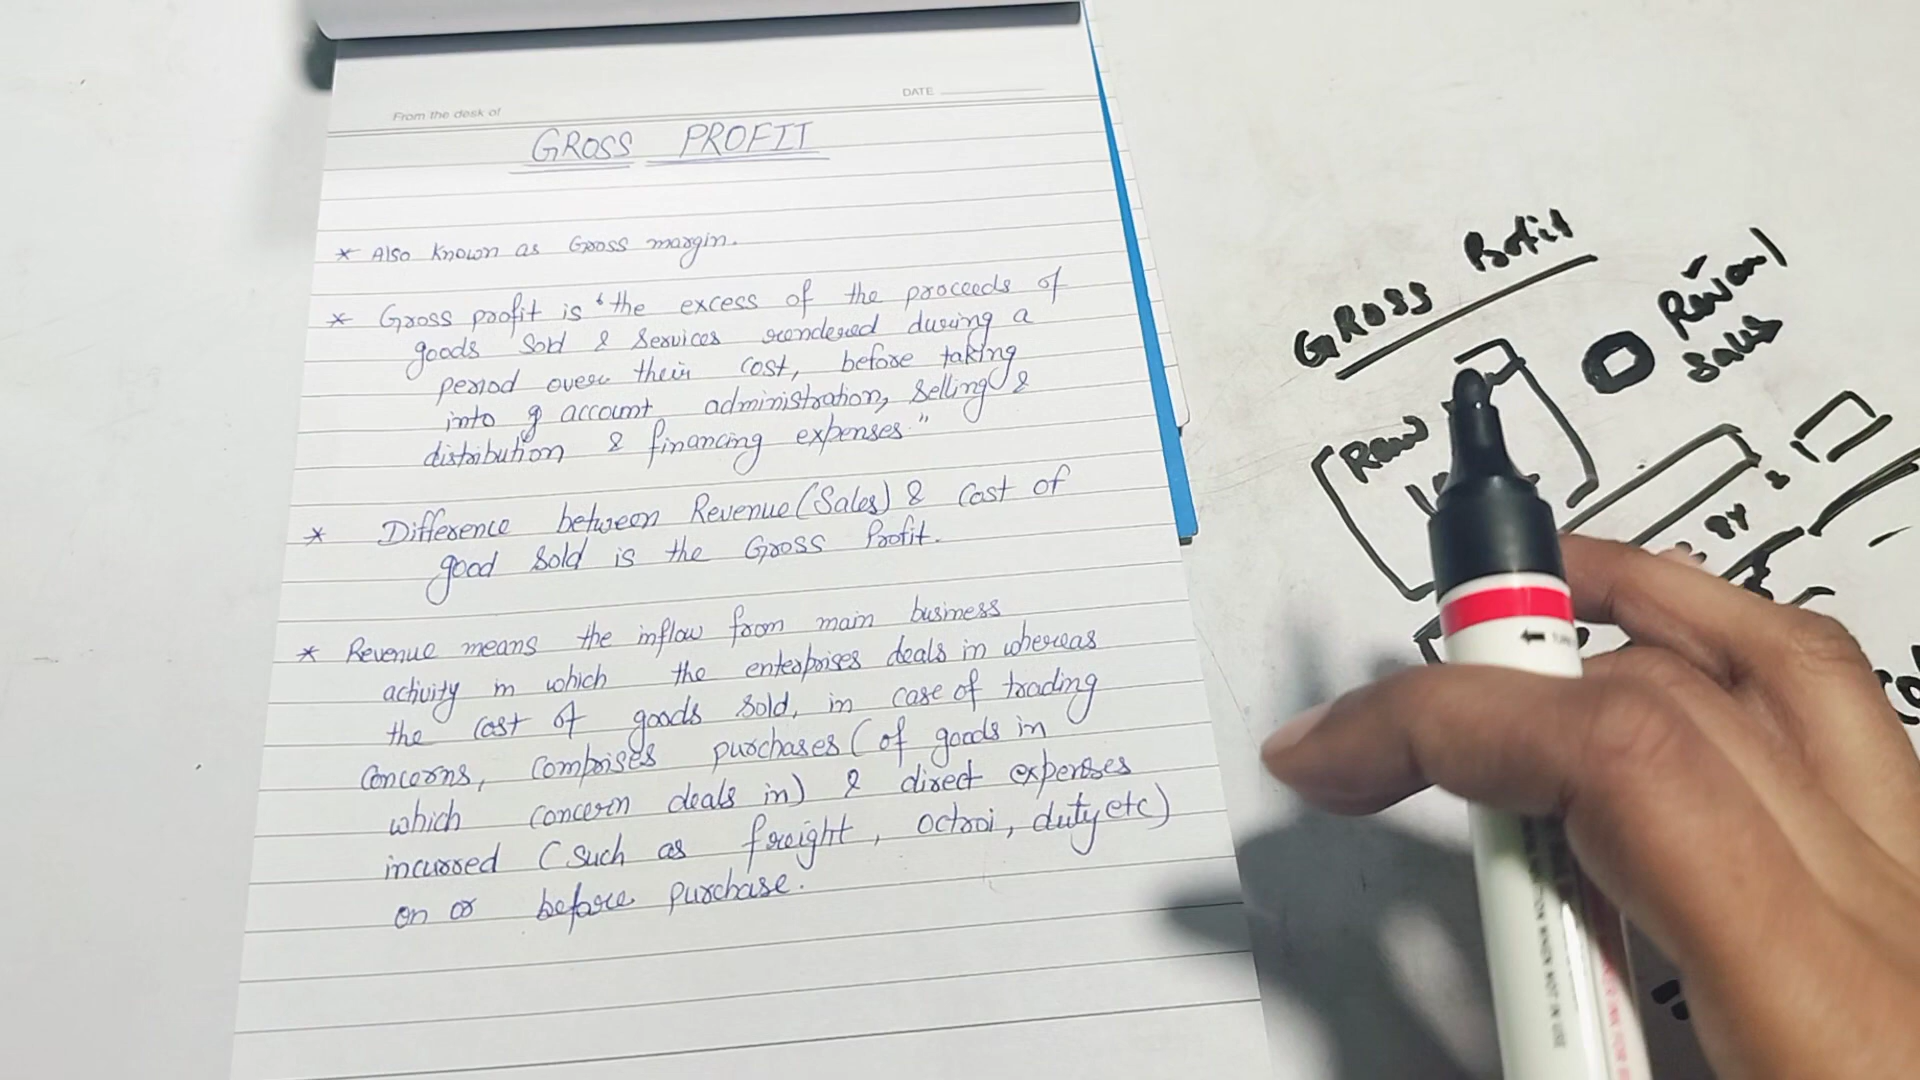 From the desk of
DATE
GROSS PROFIT
* Also known as Gross margin.
* Gross profit is "the excess of the proceeds of
goods sold & services rendered during a
period over their cost, before taking
into account administration, selling &
distribution & financing expenses."
* Difference between Revenue (Sales) & cost of
good sold is the Gross Profit.
* Revenue means the inflow from main business
activity in which the enterprises deals in whereas
the cost of goods sold, in case of trading
concerns, comprises purchases (of goods in
which concern deals in) & direct expenses
incurred (such as freight, octroi, duty etc)
on or before purchase.
GROSS Profit
Sales
Raw